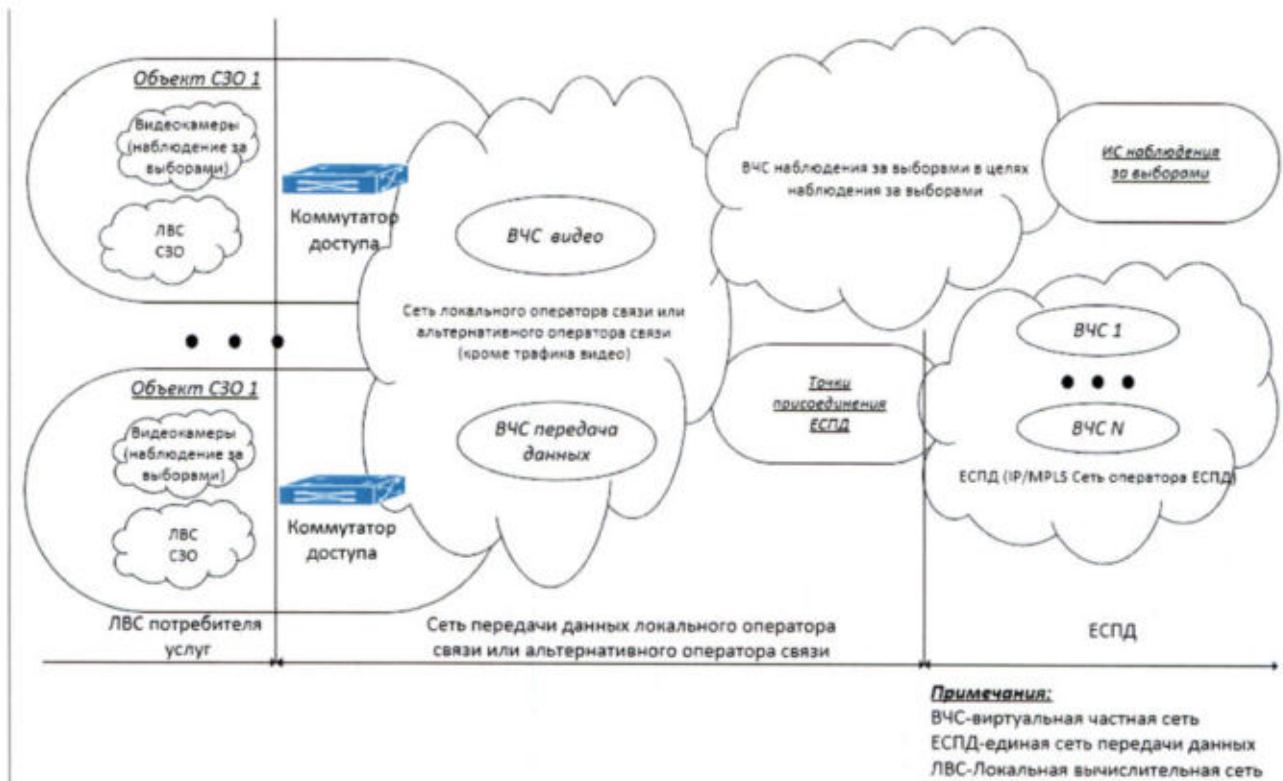 Объект СЗО 1
Видеокамеры
(наблюдение за
выборами)
ЛВС
СЗО
Коммутатор
доступа
ВЧС видео
Сеть локального оператора связи или
альтернативного оператора связи
(кроме трафика видео)
ВЧС передача
данных
ВЧС наблюдения за выборами в целях
наблюдения за выборами
ИС наблюдения
за выборами
Точки
присоединения
ЕСПД
ВЧС 1
ВЧС N
ЕСПД (IP/MPLS Сеть оператора ЕСПД)
Объект СЗО 1
Видеокамеры
(наблюдение за
выборами)
ЛВС
СЗО
Коммутатор
доступа
ЛВС потребителя
услуг
Сеть передачи данных локального оператора
связи или альтернативного оператора связи
ЕСПД
Примечания:
ВЧС-виртуальная частная сеть
ЕСПД-единая сеть передачи данных
ЛВС-Локальная вычислительная сеть